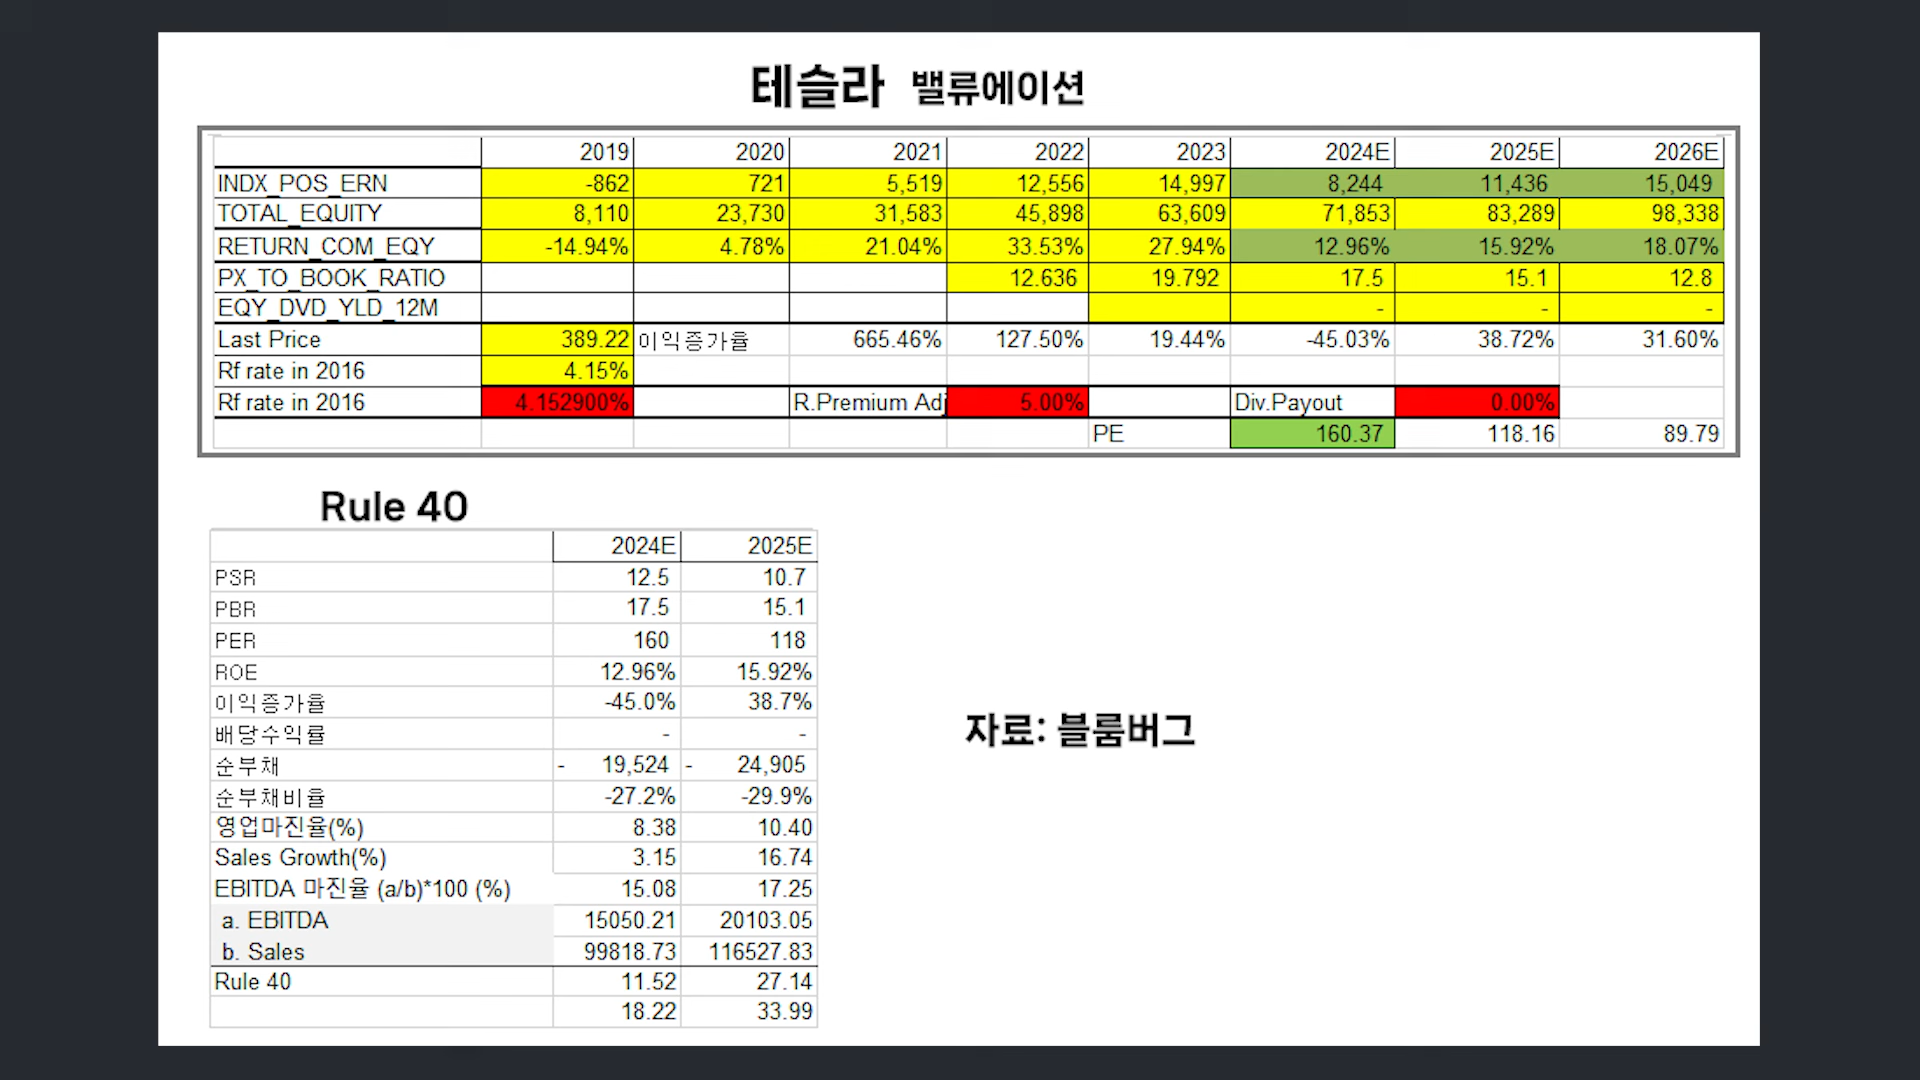 테슬라 밸류에이션
2019 2020 2021 2022 2023 2024E 2025E 2026E
INDX_POS_ERN -862 721 5,519 12,556 14,997 8,244 11,436 15,049
TOTAL_EQUITY 8,110 23,730 31,583 45,898 63,609 71,853 83,289 98,338
RETURN_COM_EQY -14.94% 4.78% 21.04% 33.53% 27.94% 12.96% 15.92% 18.07%
PX_TO_BOOK_RATIO 12.636 19.792 17.5 15.1 12.8
EQY_DVD_YLD_12M - - -
Last Price 389.22 이익증가율 665.46% 127.50% 19.44% -45.03% 38.72% 31.60%
Rf rate in 2016 4.15%
Rf rate in 2016 4.152900% R.Premium Adj 5.00% Div.Payout 0.00%
PE 160.37 118.16 89.79
Rule 40
2024E 2025E
PSR 12.5 10.7
PBR 17.5 15.1
PER 160 118
ROE 12.96% 15.92%
이익증가율 -45.0% 38.7%
배당수익률 - -
순부채 - 19,524 - 24,905
순부채비율 -27.2% -29.9%
영업마진율(%) 8.38 10.40
Sales Growth(%) 3.15 16.74
EBITDA 마진율 (a/b)*100 (%) 15.08 17.25
a. EBITDA 15050.21 20103.05
b. Sales 99818.73 116527.83
Rule 40 11.52 27.14
18.22 33.99
자료: 블룸버그